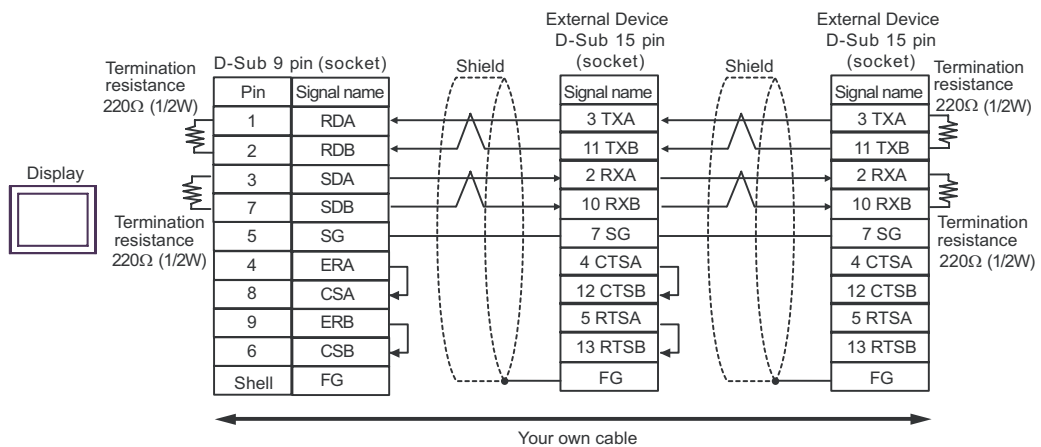 External Device
D-Sub 15 pin
(socket)
External Device
D-Sub 15 pin
(socket)
D-Sub 9 pin (socket)
Shield
Shield
Termination
resistance
220Ω (1/2W)
Termination
resistance
220Ω (1/2W)
Pin Signal name Signal name Signal name
1 RDA 3 TXA 3 TXA
2 RDB 11 TXB 11 TXB
Display
3 SDA 2 RXA 2 RXA
7 SDB 10 RXB 10 RXB
Termination
resistance
220Ω (1/2W)
Termination
resistance
220Ω (1/2W)
5 SG 7 SG 7 SG
4 ERA 4 CTSA 4 CTSA
8 CSA 12 CTSB 12 CTSB
9 ERB 5 RTSA 5 RTSA
6 CSB 13 RTSB 13 RTSB
Shell FG FG FG
Your own cable